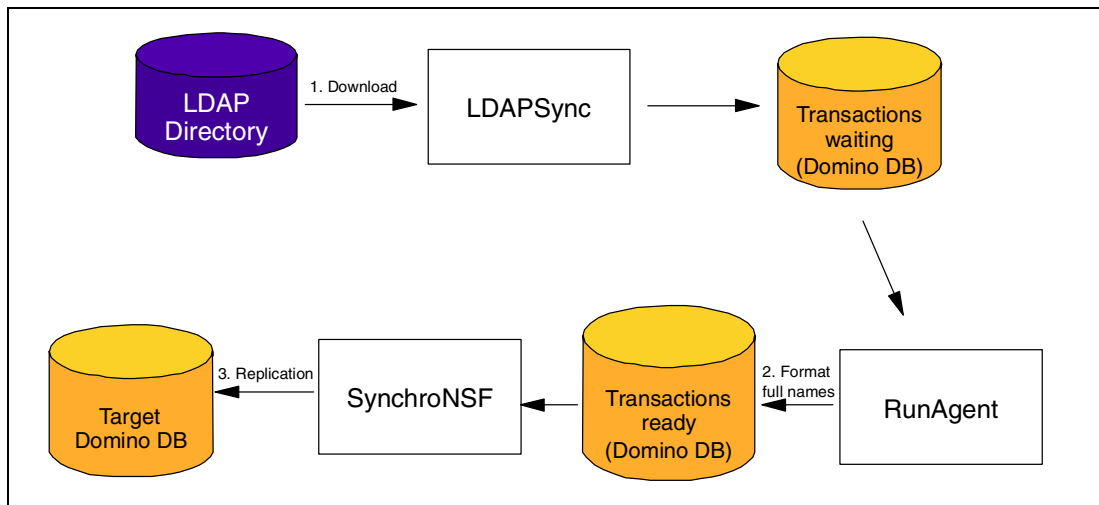 LDAP
Directory
1. Download
LDAPSync
Transactions
waiting
(Domino DB)
Target
Domino DB
3. Replication
SynchroNSF
Transactions
ready
(Domino DB)
2. Format
full names
RunAgent